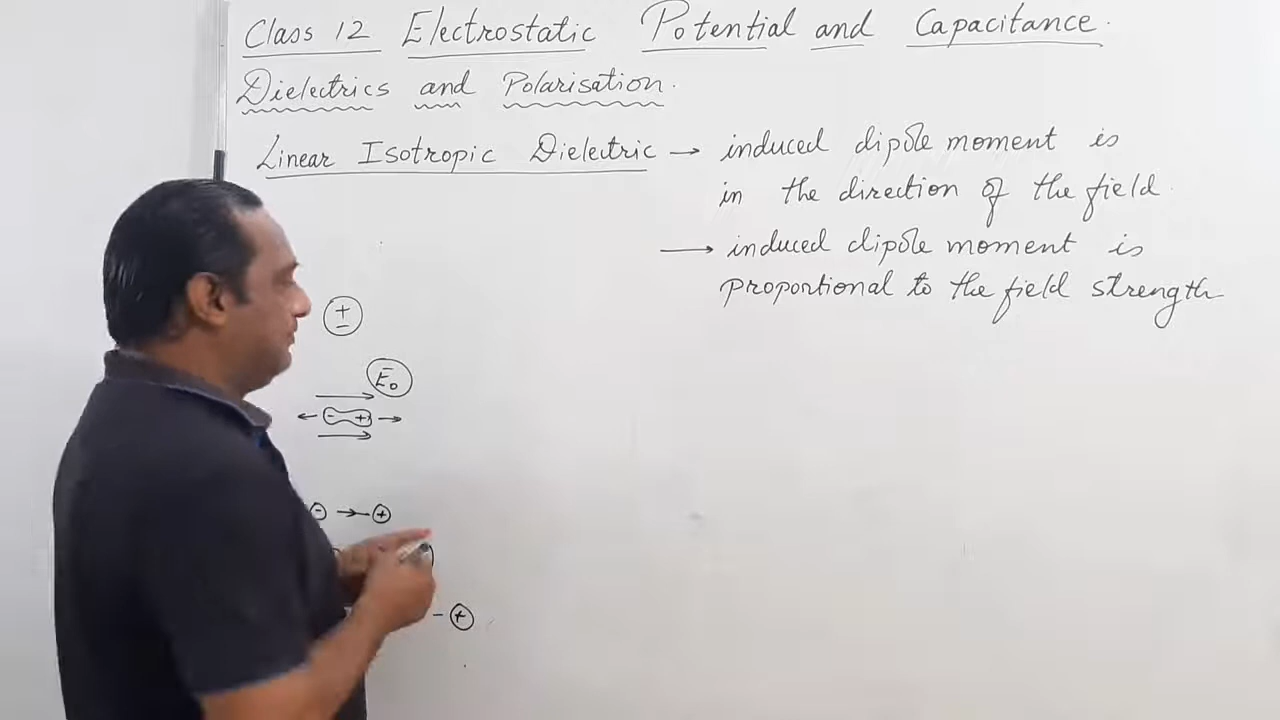 Class 12 Electrostatic Potential and Capacitance.
Dielectrics and Polarisation.
Linear Isotropic Dielectric → induced dipole moment is
in the direction of the field.
→ induced dipole moment is
proportional to the field strength
+
−
E₀
− +
− → +
− +